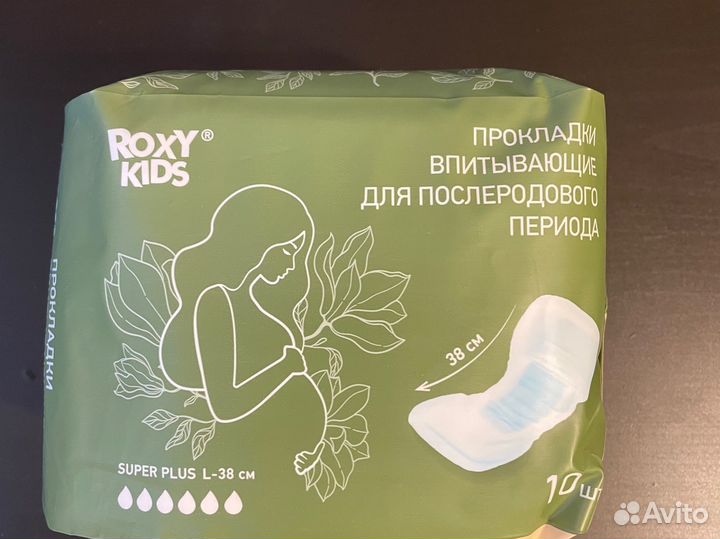 ROXY®
KIDS
ПРОКЛАДКИ
ВПИТЫВАЮЩИЕ
ДЛЯ ПОСЛЕРОДОВОГО
ПЕРИОДА
ПРОКЛАДКИ
38 см
SUPER PLUS L-38 см
10 шт
Avito